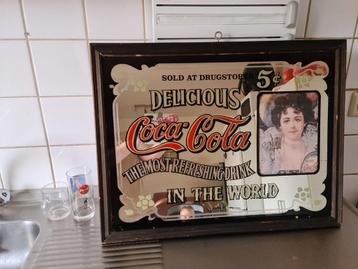 SOLD AT DRUGSTORES 5¢
DELICIOUS
Coca-Cola
THE MOST REFRESHING DRINK
IN THE WORLD